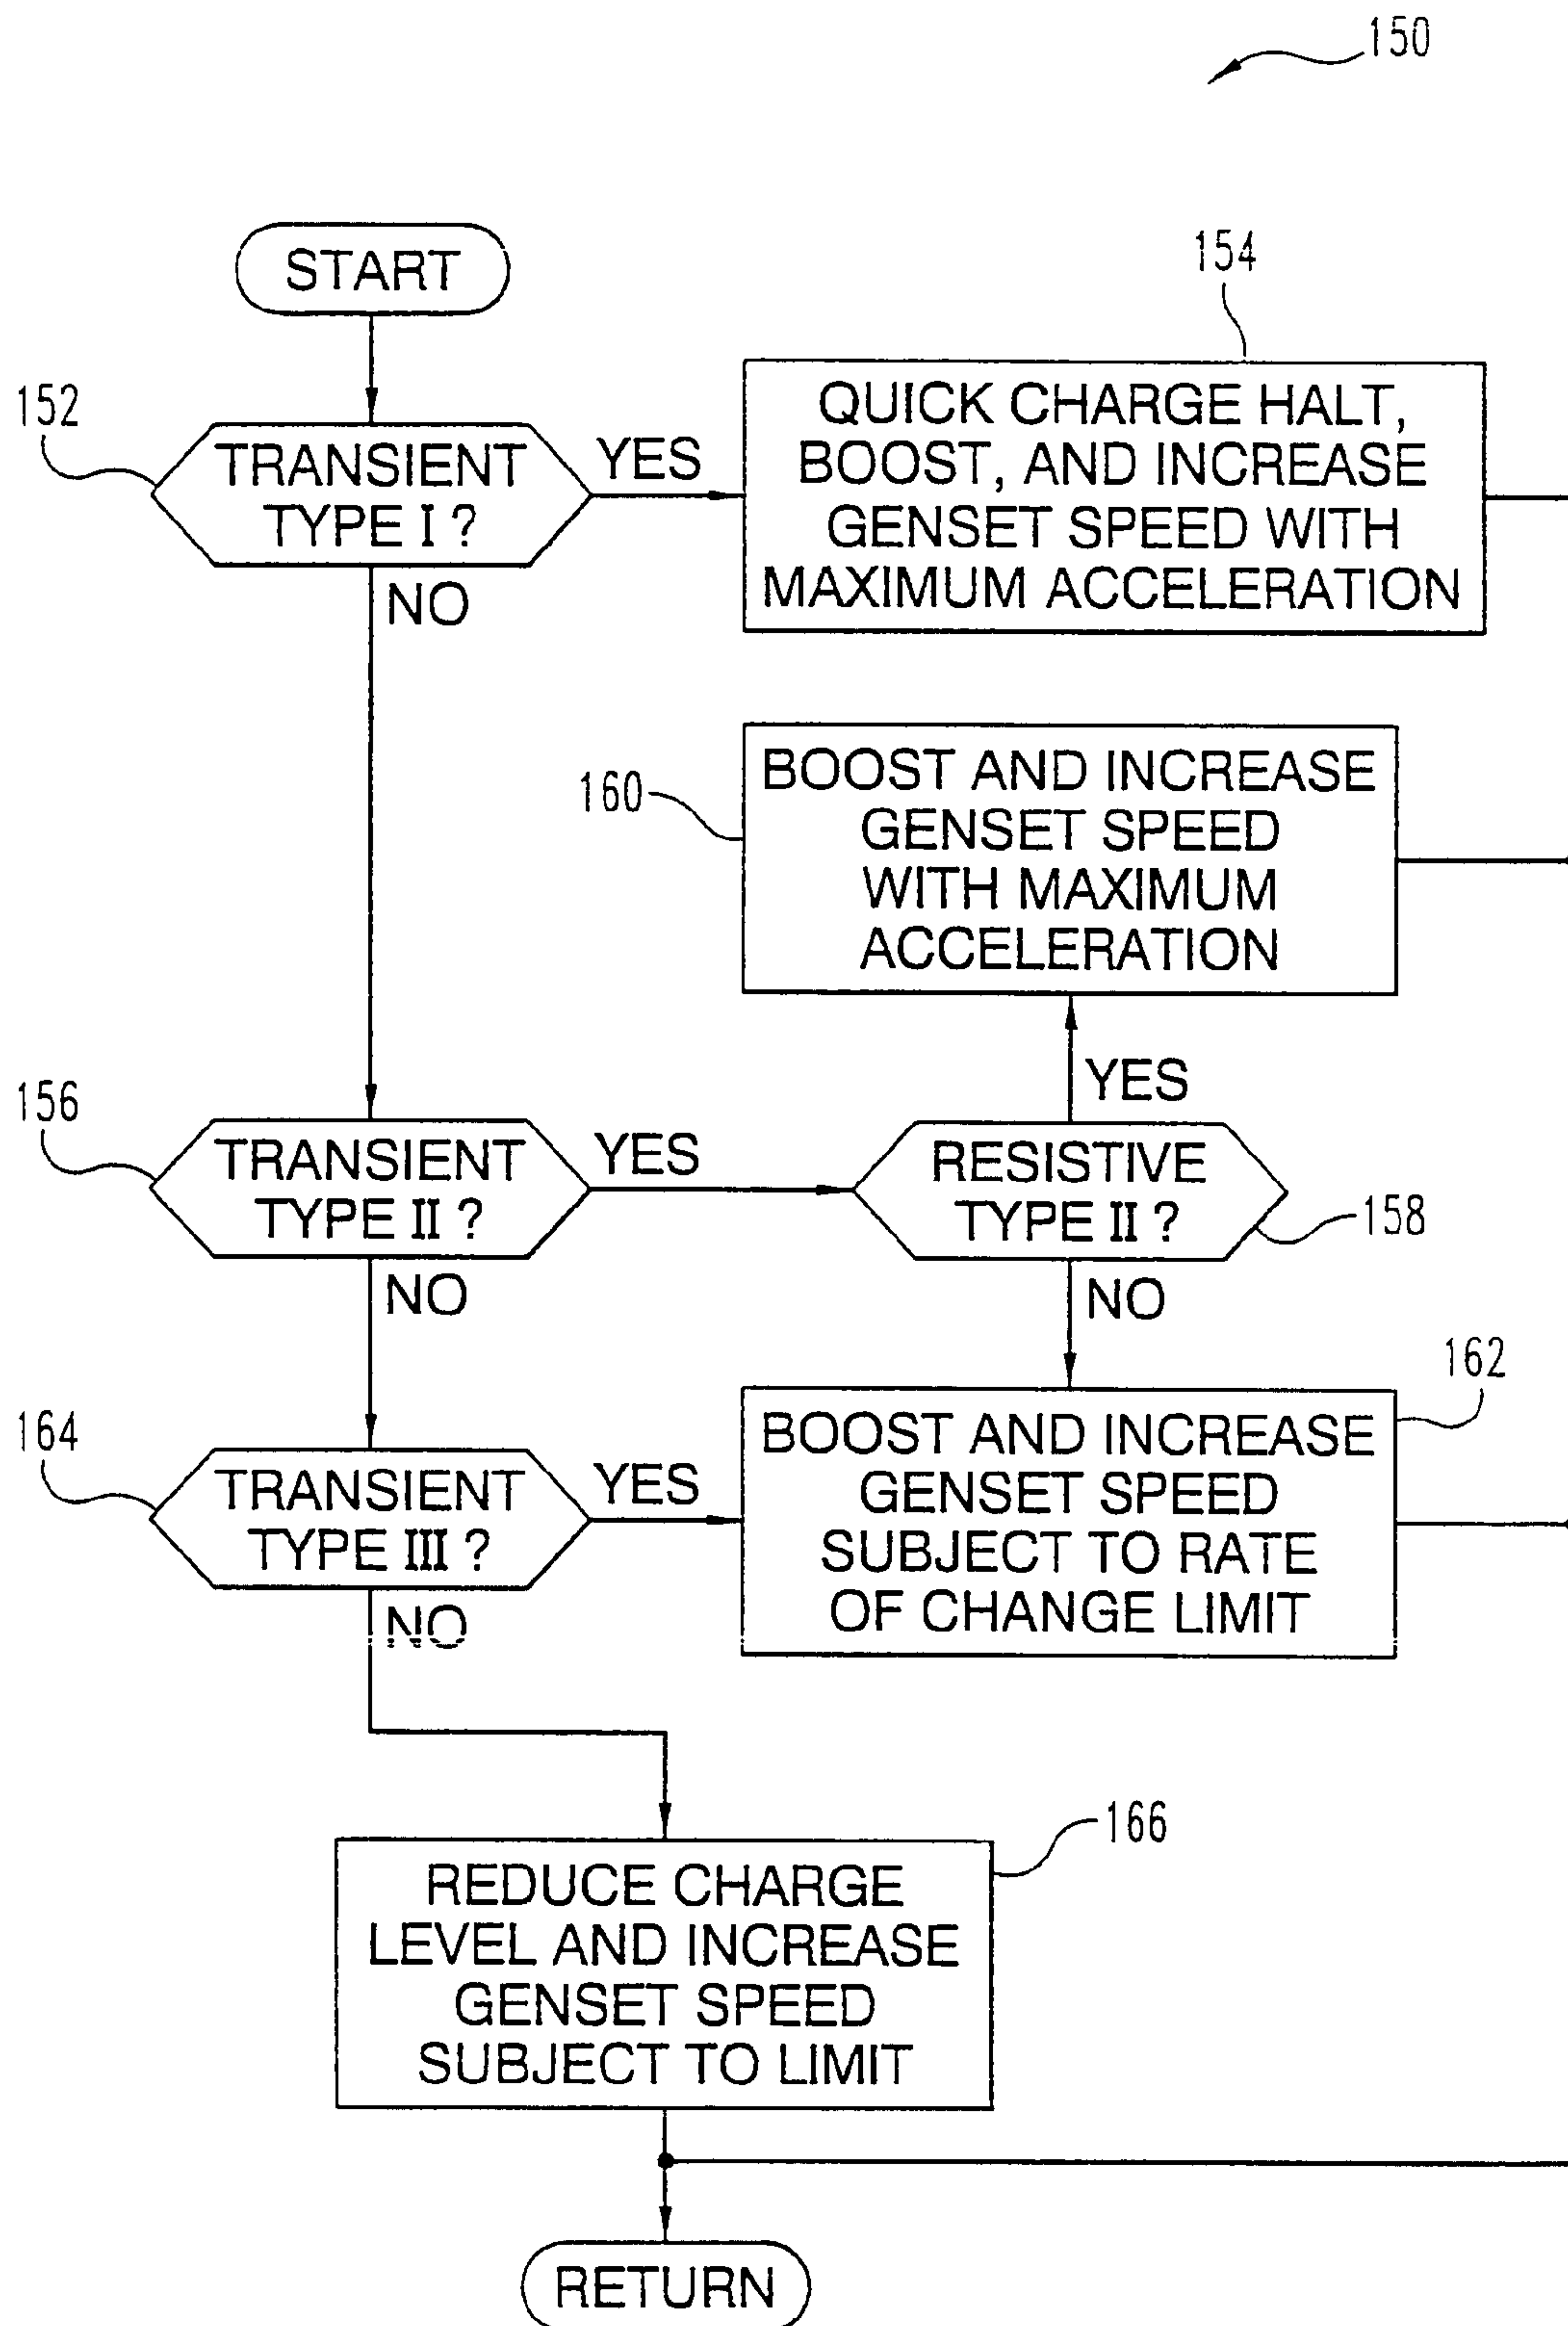 150
START
152
TRANSIENT
TYPE I ?
YES
NO
154
QUICK CHARGE HALT,
BOOST, AND INCREASE
GENSET SPEED WITH
MAXIMUM ACCELERATION
160
BOOST AND INCREASE
GENSET SPEED
WITH MAXIMUM
ACCELERATION
YES
156
TRANSIENT
TYPE II ?
YES
NO
RESISTIVE
TYPE II ?
158
NO
164
TRANSIENT
TYPE III ?
YES
NO
162
BOOST AND INCREASE
GENSET SPEED
SUBJECT TO RATE
OF CHANGE LIMIT
166
REDUCE CHARGE
LEVEL AND INCREASE
GENSET SPEED
SUBJECT TO LIMIT
RETURN